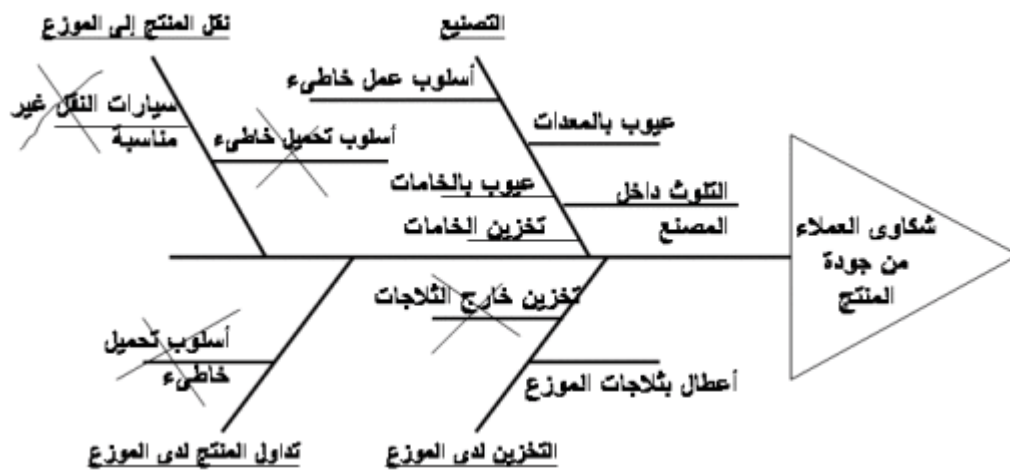 التصنيع
نقل المنتج إلى الموزع
أسلوب عمل خاطىء
سيارات النقل غير
مناسبة
عيوب بالمعدات
أسلوب تحميل خاطىء
عيوب بالخامات
التلوث داخل
المصنع
تخزين الخامات
شكاوى العملاء
من جودة
المنتج
تخزين خارج الثلاجات
أسلوب تحميل
خاطىء
أعطال بثلاجات الموزع
التخزين لدى الموزع
تداول المنتج لدى الموزع